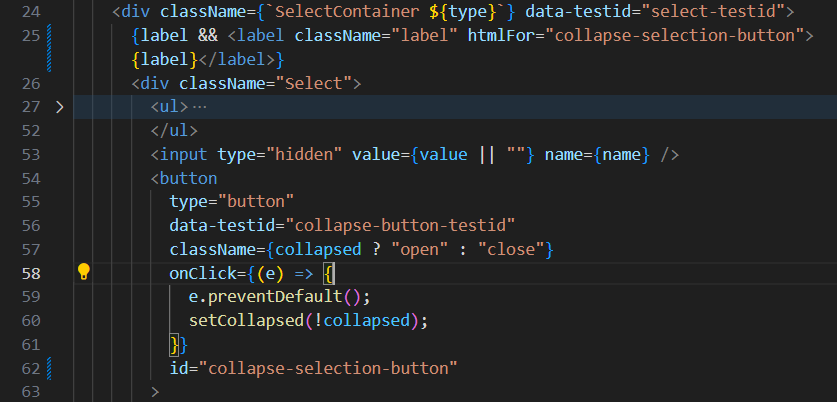 24 <div className={`SelectContainer ${type}`} data-testid="select-testid">
25 {label && <label className="label" htmlFor="collapse-selection-button">
{label}</label>}
26 <div className="Select">
27 > <ul>…
52 </ul>
53 <input type="hidden" value={value || ""} name={name} />
54 <button
55 type="button"
56 data-testid="collapse-button-testid"
57 className={collapsed ? "open" : "close"}
58 onClick={(e) => {
59 e.preventDefault();
60 setCollapsed(!collapsed);
61 }}
62 id="collapse-selection-button"
63 >